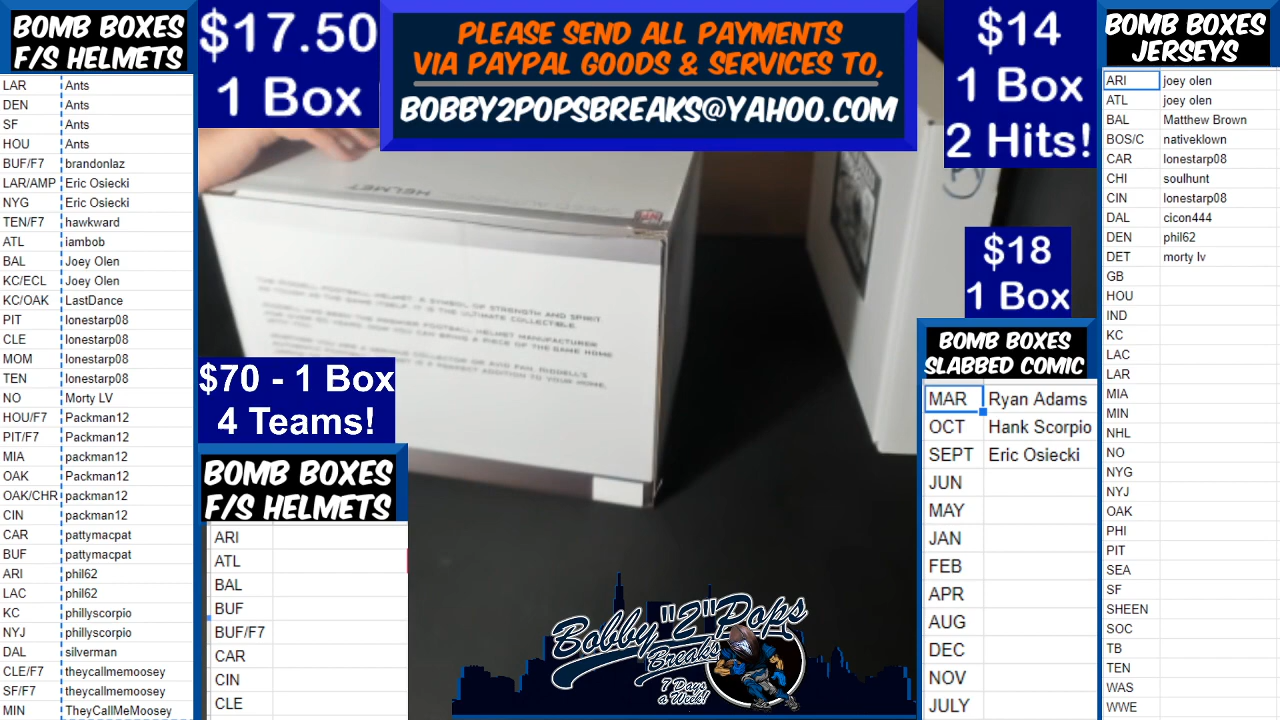 BOMB BOXES
F/S HELMETS
LAR Ants
DEN Ants
SF Ants
HOU Ants
BUF/F7 brandonlaz
LAR/AMP Eric Osiecki
NYG Eric Osiecki
TEN/F7 hawkward
ATL iambob
BAL Joey Olen
KC/ECL Joey Olen
KC/OAK LastDance
PIT lonestarp08
CLE lonestarp08
MOM lonestarp08
TEN lonestarp08
NO Morty LV
HOU/F7 Packman12
PIT/F7 Packman12
MIA packman12
OAK Packman12
OAK/CHR packman12
CIN packman12
CAR pattymacpat
BUF pattymacpat
ARI phil62
LAC phil62
KC phillyscorpio
NYJ phillyscorpio
DAL silverman
CLE/F7 theycallmemoosey
SF/F7 theycallmemoosey
MIN TheyCallMeMoosey
$17.50
1 Box
PLEASE SEND ALL PAYMENTS
VIA PAYPAL GOODS & SERVICES TO,
BOBBY2POPSBREAKS@YAHOO.COM
HELMET
$70 - 1 Box
4 Teams!
BOMB BOXES
F/S HELMETS
ARI
ATL
BAL
BUF
BUF/F7
CAR
CIN
CLE
Bobby "2" Pops
Breaks
7 Days
a Week!
$14
1 Box
2 Hits!
$18
1 Box
BOMB BOXES
SLABBED COMIC
MAR Ryan Adams
OCT Hank Scorpio
SEPT Eric Osiecki
JUN
MAY
JAN
FEB
APR
AUG
DEC
NOV
JULY
BOMB BOXES
JERSEYS
ARI joey olen
ATL joey olen
BAL Matthew Brown
BOS/C nativeklown
CAR lonestarp08
CHI soulhunt
CIN lonestarp08
DAL cicon444
DEN phil62
DET morty lv
GB
HOU
IND
KC
LAC
LAR
MIA
MIN
NHL
NO
NYG
NYJ
OAK
PHI
PIT
SEA
SF
SHEEN
SOC
TB
TEN
WAS
WWE